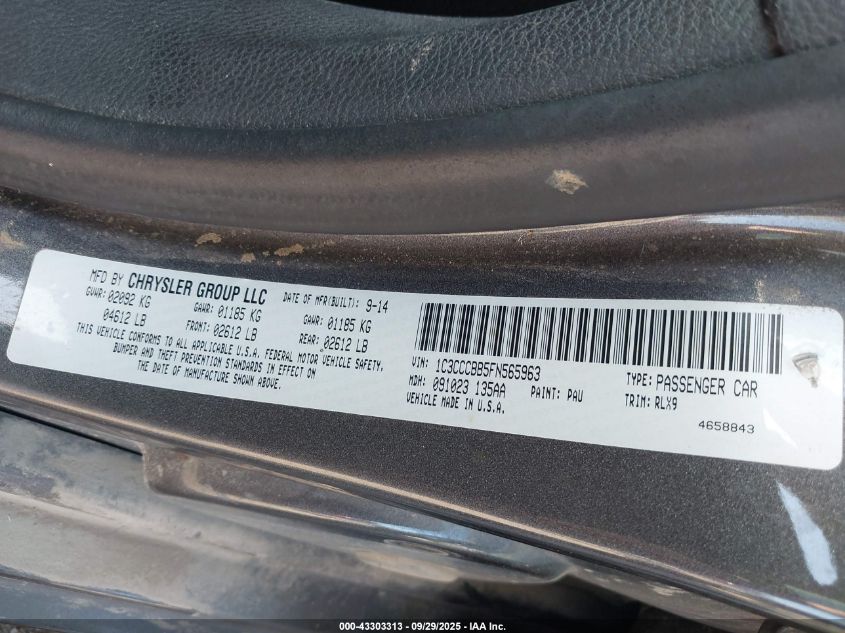 MFD BY CHRYSLER GROUP LLC
DATE OF MFR(BUILT): 9-14
GVWR: 02092 KG
GAWR: 01185 KG
GAWR: 01185 KG
04612 LB
FRONT: 02612 LB
REAR: 02612 LB
THIS VEHICLE CONFORMS TO ALL APPLICABLE U.S.A. FEDERAL MOTOR VEHICLE SAFETY,
BUMPER AND THEFT PREVENTION STANDARDS IN EFFECT ON
THE DATE OF MANUFACTURE SHOWN ABOVE.
VIN: 1C3CCCBB5FN565963
TYPE: PASSENGER CAR
MDH: 091023 135AA
PAINT: PAU
TRIM: RLX9
VEHICLE MADE IN U.S.A.
4658843
000-43303313 - 09/29/2025 - IAA Inc.